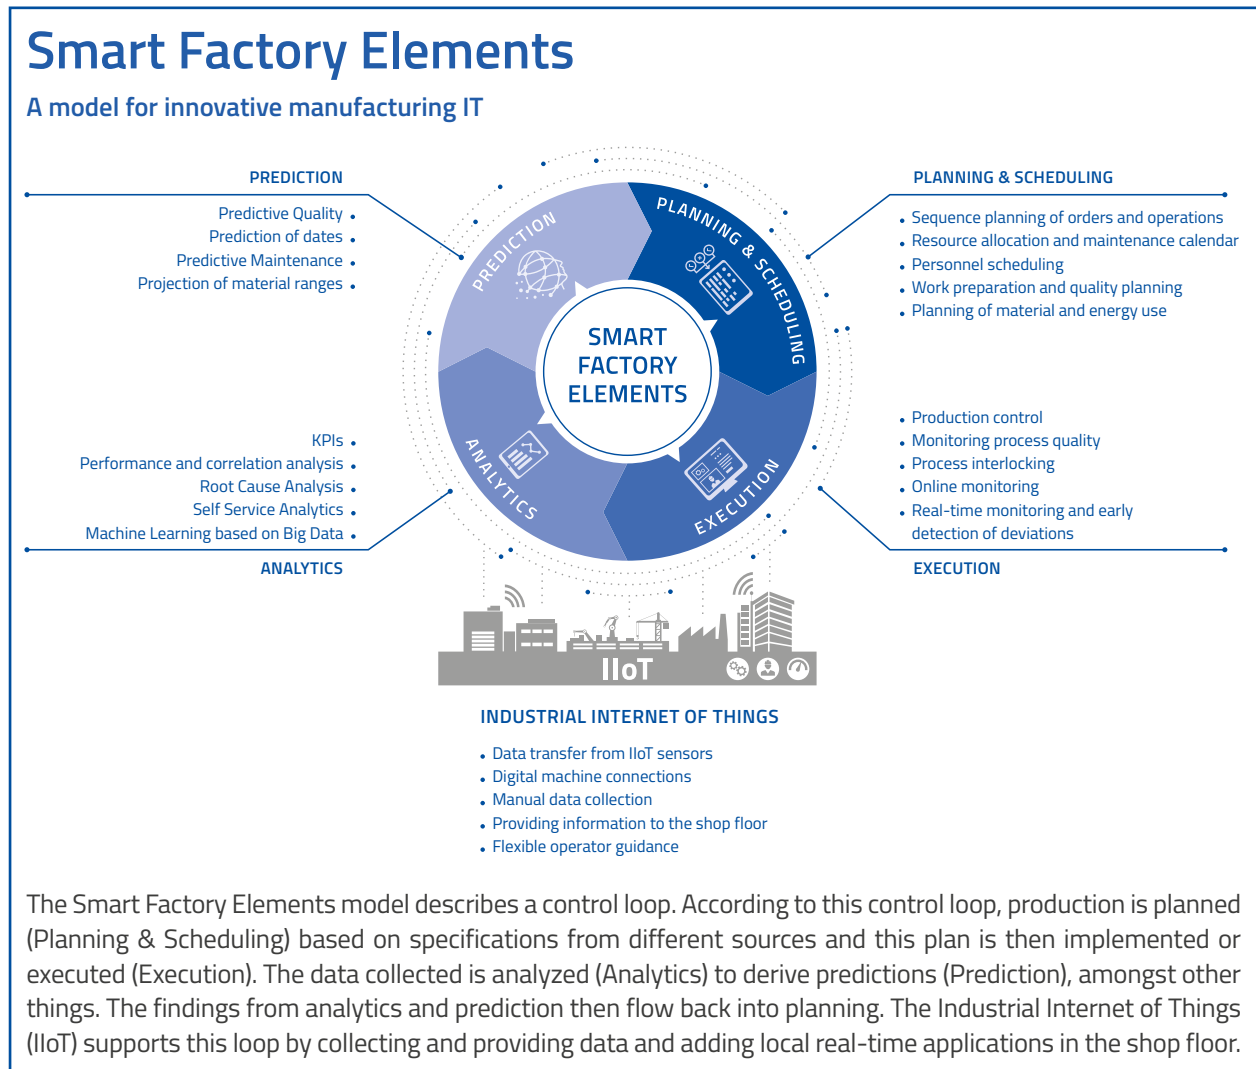 Smart Factory Elements
A model for innovative manufacturing IT
PREDICTION
Predictive Quality •
Prediction of dates •
Predictive Maintenance •
Projection of material ranges •
PLANNING & SCHEDULING
• Sequence planning of orders and operations
• Resource allocation and maintenance calendar
• Personnel scheduling
• Work preparation and quality planning
• Planning of material and energy use
PREDICTION
PLANNING & SCHEDULING
SMART
FACTORY
ELEMENTS
ANALYTICS
EXECUTION
KPIs •
Performance and correlation analysis •
Root Cause Analysis •
Self Service Analytics •
Machine Learning based on Big Data •
ANALYTICS
• Production control
• Monitoring process quality
• Process interlocking
• Online monitoring
• Real-time monitoring and early
detection of deviations
EXECUTION
IIoT
INDUSTRIAL INTERNET OF THINGS
• Data transfer from IIoT sensors
• Digital machine connections
• Manual data collection
• Providing information to the shop floor
• Flexible operator guidance
The Smart Factory Elements model describes a control loop. According to this control loop, production is planned
(Planning & Scheduling) based on specifications from different sources and this plan is then implemented or
executed (Execution). The data collected is analyzed (Analytics) to derive predictions (Prediction), amongst other
things. The findings from analytics and prediction then flow back into planning. The Industrial Internet of Things
(IIoT) supports this loop by collecting and providing data and adding local real-time applications in the shop floor.